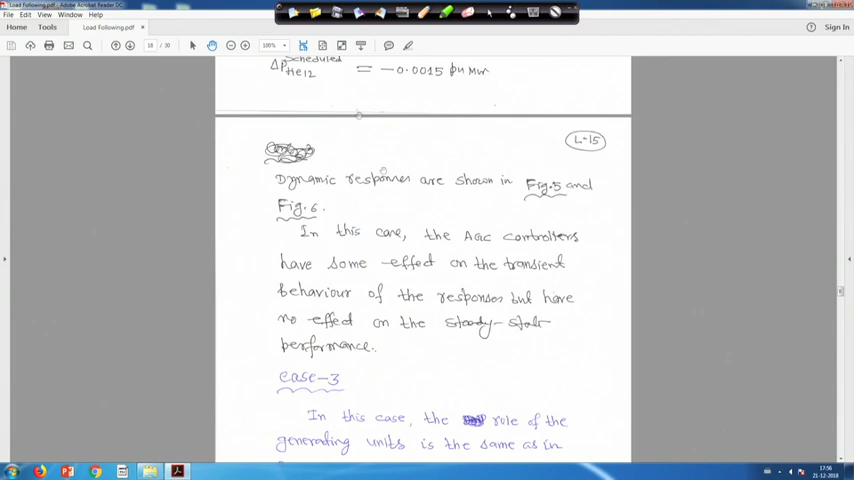 Load Following.pdf - Adobe Acrobat Reader DC
File Edit View Window Help
Home Tools Load Following.pdf ×
18 / 30 100%
ΔP scheduled tie12 = -0.0015 pu MW
L-15
Dynamic responses are shown in Fig.5 and
Fig.6.
In this case, the AGC controllers
have some effect on the transient
behaviour of the responses but have
no effect on the steady-state
performance.
case-3
In this case, the role of the
generating units is the same as in
17:56
21-12-2018